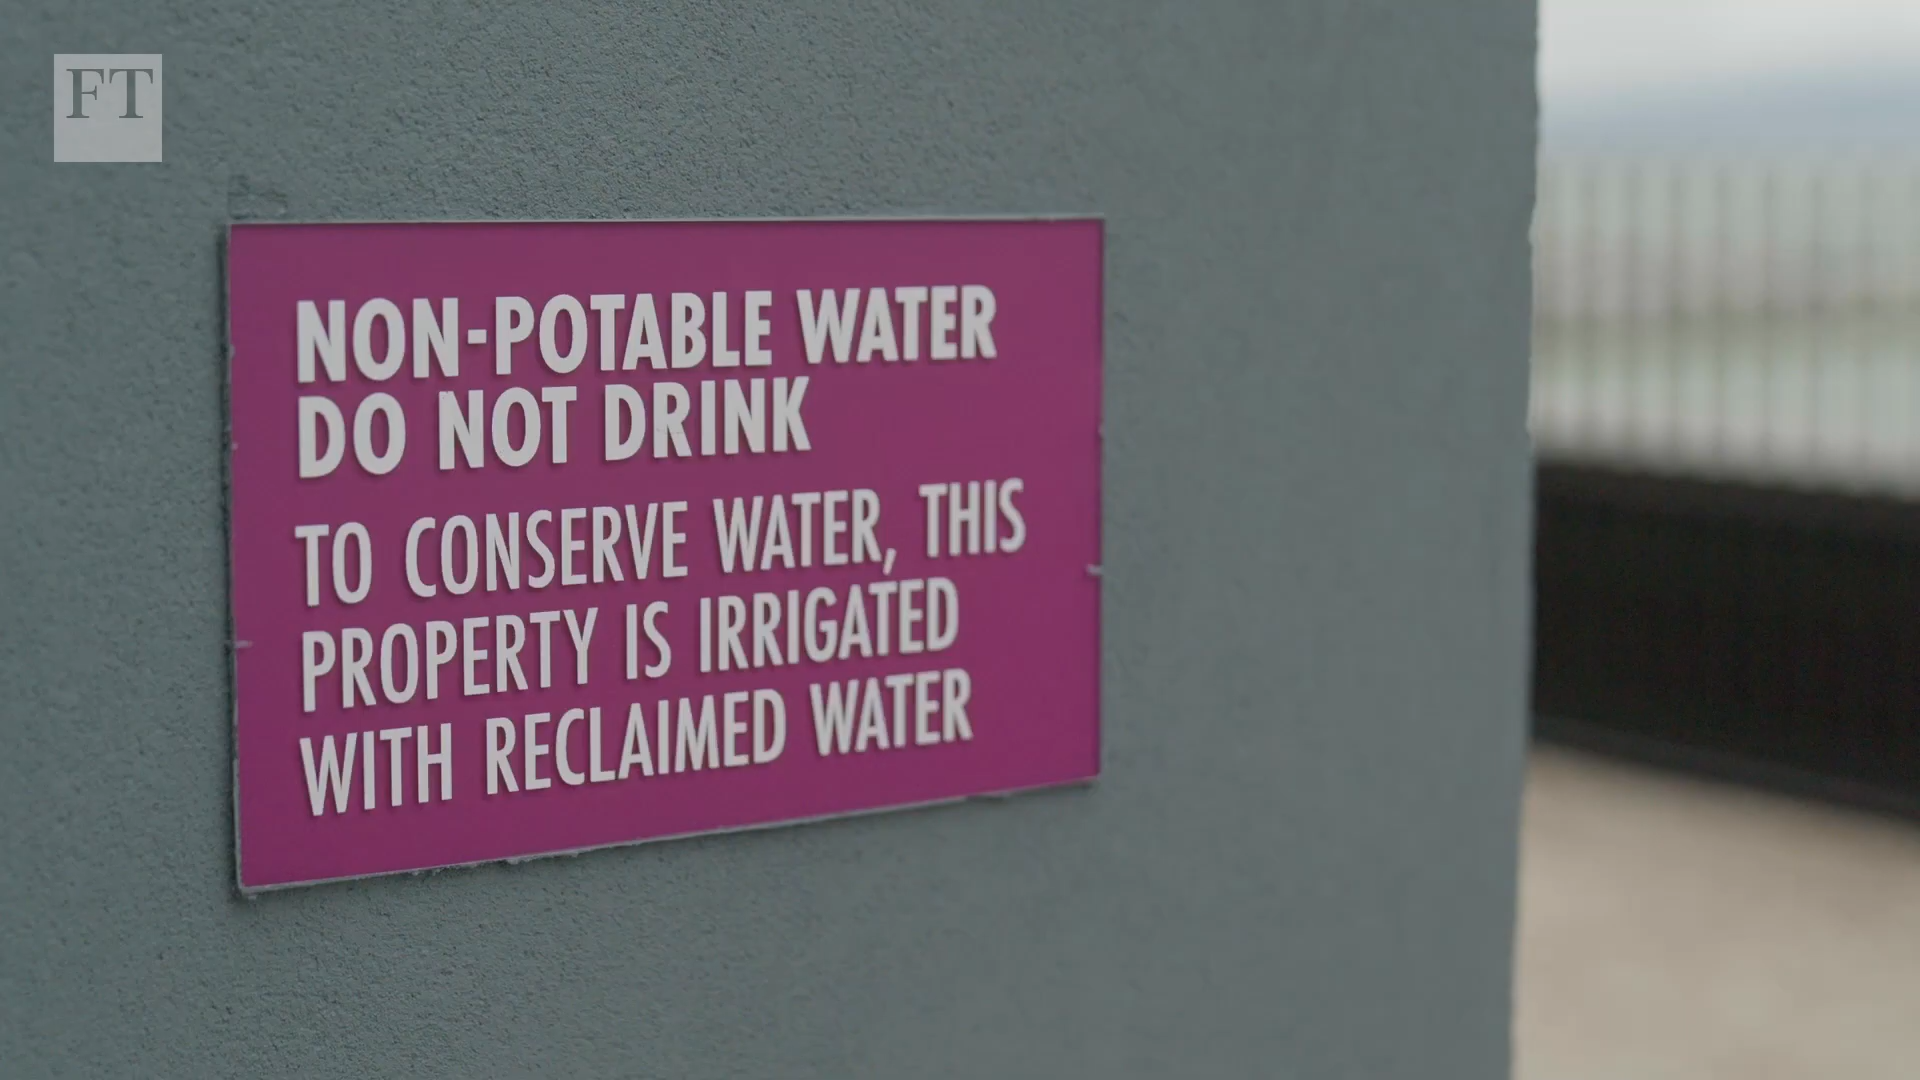 FT
NON-POTABLE WATER
DO NOT DRINK
TO CONSERVE WATER, THIS
PROPERTY IS IRRIGATED
WITH RECLAIMED WATER